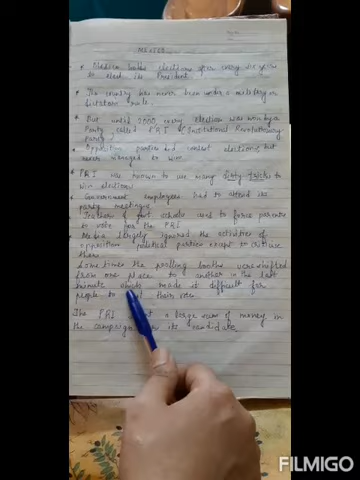 MEXICO
* Mexico holds elections after every six years
to elect its President
* The country has never been under a military or
dictators rule.
* But until 2000 every election was won by a
Party called PRI (Institutional Revolutionary
Party)
* Opposition parties did contest elections but
never managed to win
* PRI was known to use many dirty tricks to
win elections
* Government employees had to attend its
party meetings
Teachers of govt schools used to force parents
to vote for the PRI
Media largely ignored the activities of
opposition political parties except to criticise
them
Sometimes the polling booths were shifted
from one place to another in the last
minute which made it difficult for
people to their vote
The PRI a large sum of money in
the campaign for its candidate
FILMIGO